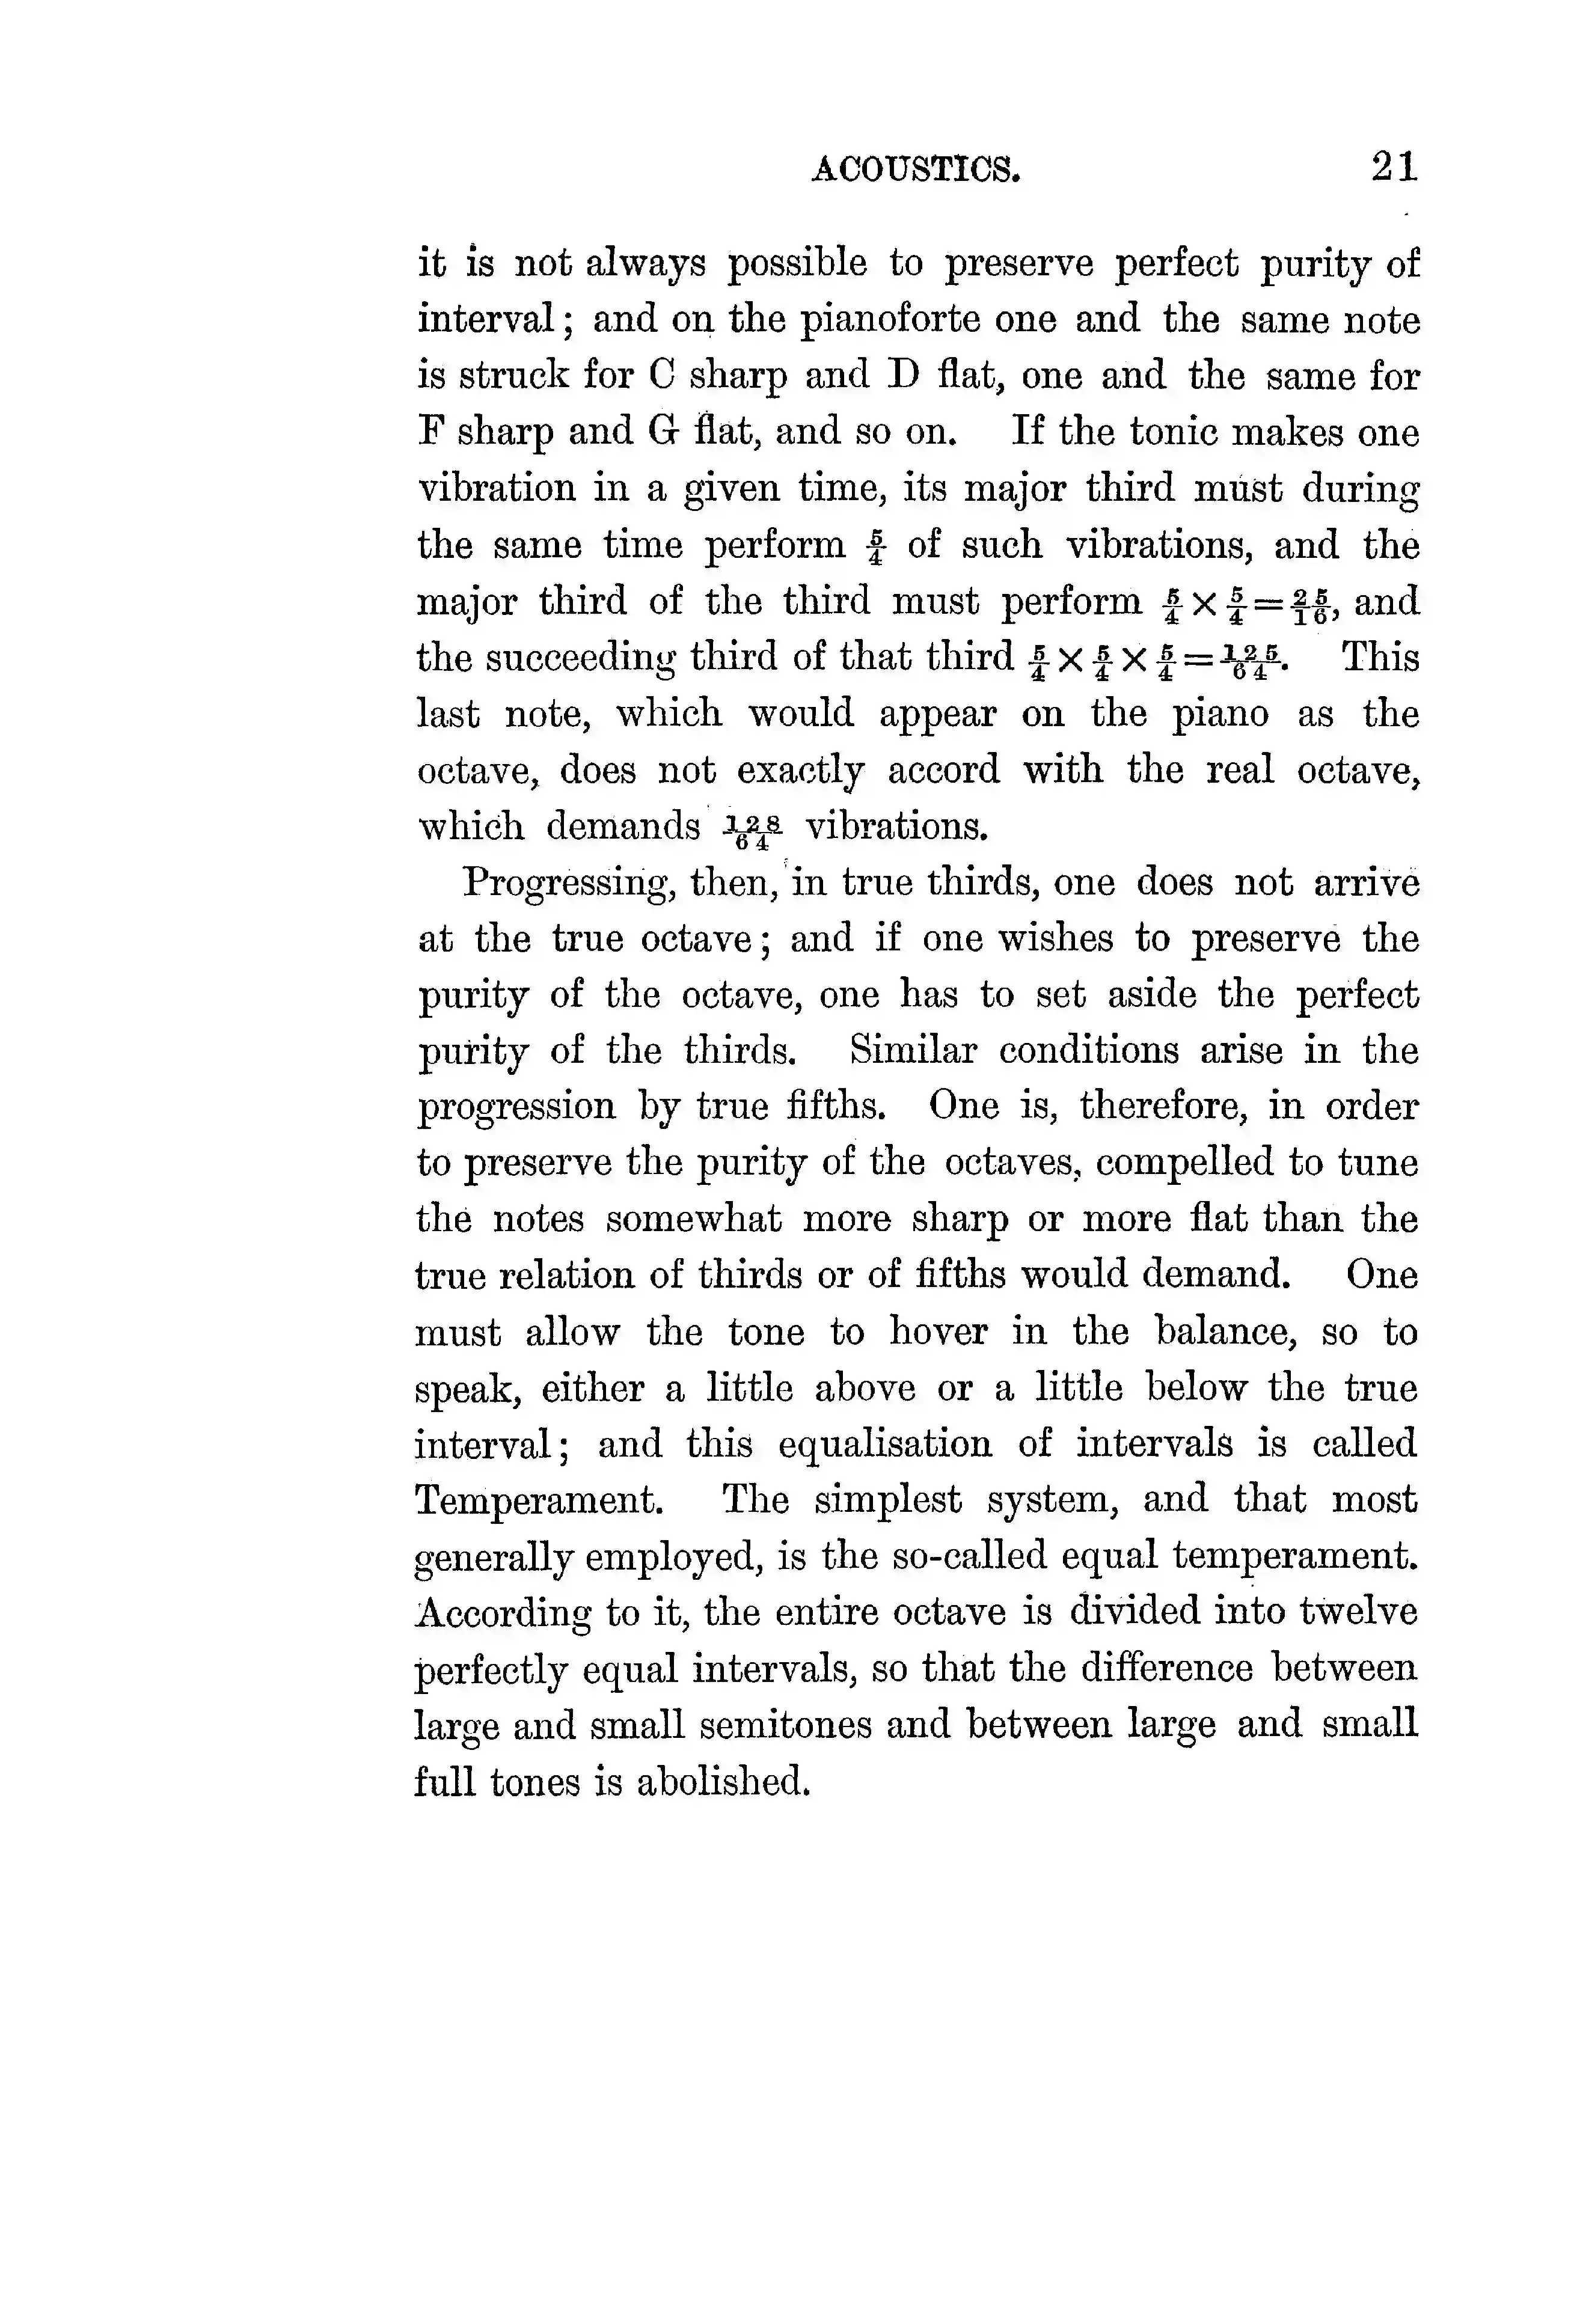 ACOUSTICS. 21
it is not always possible to preserve perfect purity of
interval; and on the pianoforte one and the same note
is struck for C sharp and D flat, one and the same for
F sharp and G flat, and so on. If the tonic makes one
vibration in a given time, its major third must during
the same time perform 5/4 of such vibrations, and the
major third of the third must perform 5/4 × 5/4 = 25/16, and
the succeeding third of that third 5/4 × 5/4 × 5/4 = 125/64. This
last note, which would appear on the piano as the
octave, does not exactly accord with the real octave,
which demands 128/64 vibrations.
Progressing, then, in true thirds, one does not arrive
at the true octave; and if one wishes to preserve the
purity of the octave, one has to set aside the perfect
purity of the thirds. Similar conditions arise in the
progression by true fifths. One is, therefore, in order
to preserve the purity of the octaves, compelled to tune
the notes somewhat more sharp or more flat than the
true relation of thirds or of fifths would demand. One
must allow the tone to hover in the balance, so to
speak, either a little above or a little below the true
interval; and this equalisation of intervals is called
Temperament. The simplest system, and that most
generally employed, is the so-called equal temperament.
According to it, the entire octave is divided into twelve
perfectly equal intervals, so that the difference between
large and small semitones and between large and small
full tones is abolished.